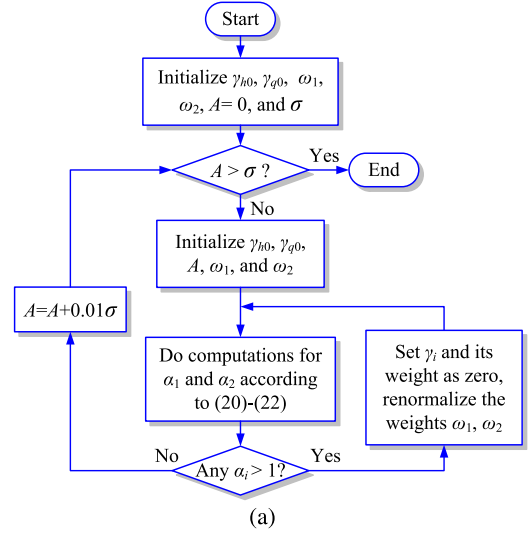 Start
Initialize γh0, γq0, ω1,
ω2, A= 0, and σ
A > σ ?
Yes
End
No
Initialize γh0, γq0,
A, ω1, and ω2
A=A+0.01σ
Do computations for
α1 and α2 according
to (20)-(22)
Set γi and its
weight as zero,
renormalize the
weights ω1, ω2
No
Any αi > 1?
Yes
(a)